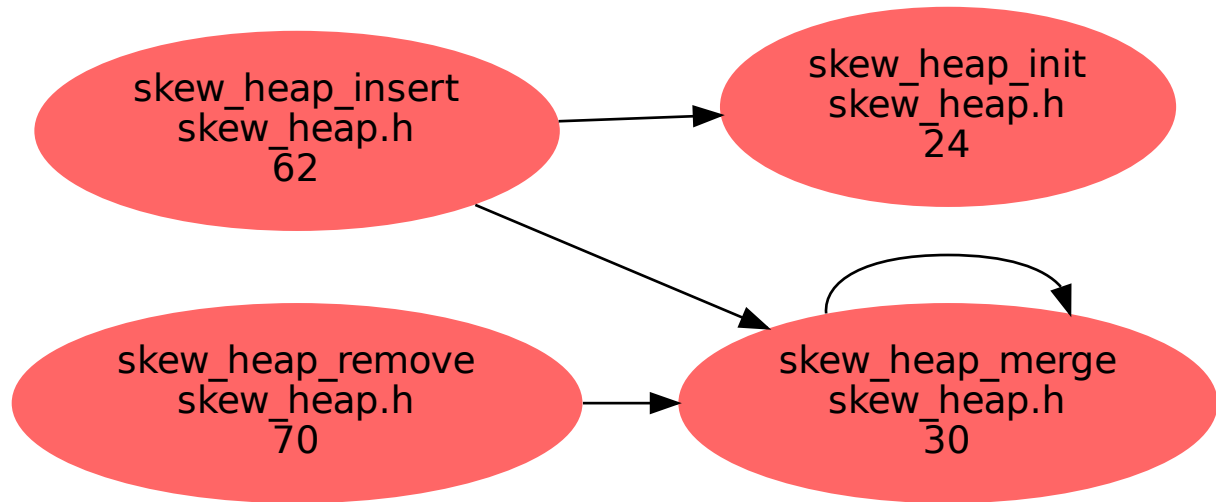 skew_heap_insert
skew_heap.h
62
skew_heap_init
skew_heap.h
24
skew_heap_remove
skew_heap.h
70
skew_heap_merge
skew_heap.h
30